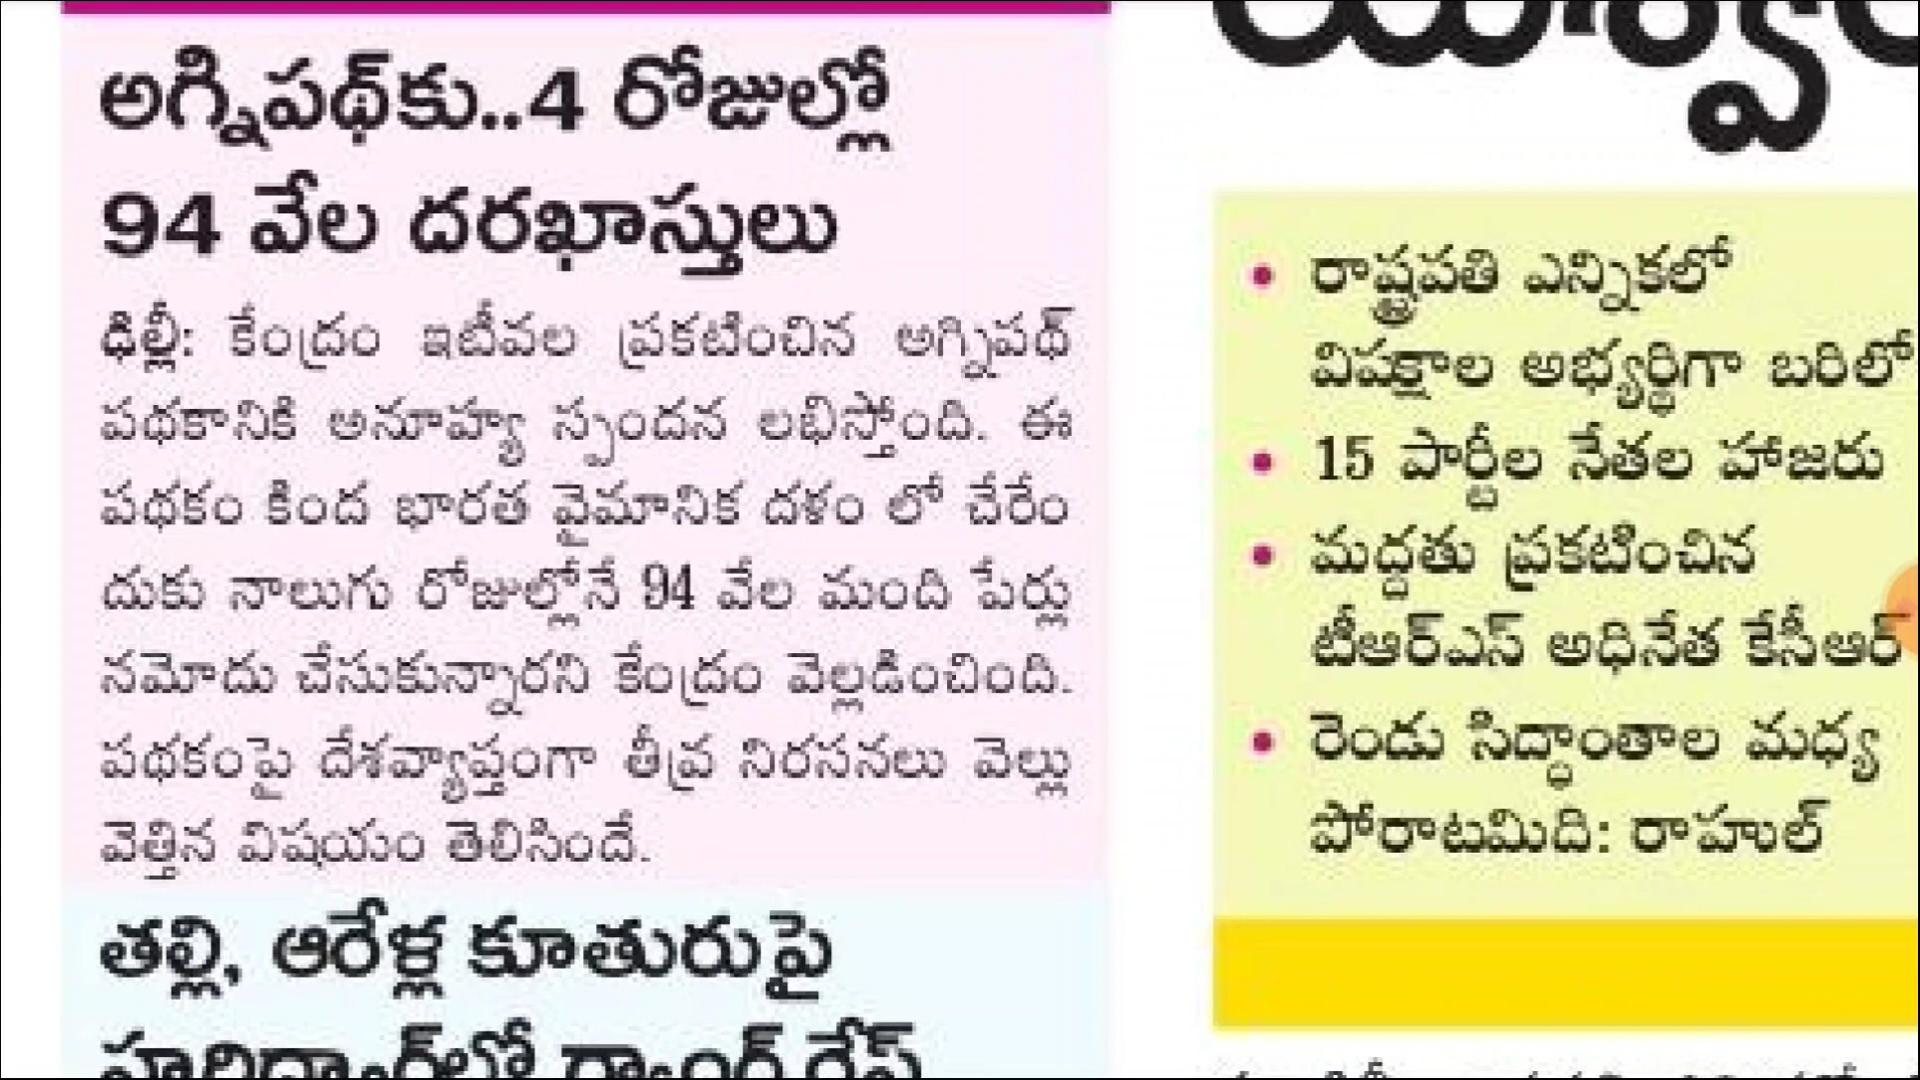 అగ్నిపథ్‌కు..4 రోజుల్లో
94 వేల దరఖాస్తులు
ఢిల్లీ: కేంద్రం ఇటీవల ప్రకటించిన అగ్నిపథ్
పథకానికి అనూహ్య స్పందన లభిస్తోంది. ఈ
పథకం కింద భారత వైమానిక దళం లో చేరేం
దుకు నాలుగు రోజుల్లోనే 94 వేల మంది పేర్లు
నమోదు చేసుకున్నారని కేంద్రం వెల్లడించింది.
పథకంపై దేశవ్యాప్తంగా తీవ్ర నిరసనలు వెల్లు
వెత్తిన విషయం తెలిసిందే.
తల్లి, ఆరేళ్ల కూతురుపై
హరిద్వార్‌లో గ్యాంగ్ రేప్
• రాష్ట్రపతి ఎన్నికలో
విపక్షాల అభ్యర్థిగా బరిలో
• 15 పార్టీల నేతల హాజరు
• మద్దతు ప్రకటించిన
టీఆర్ఎస్ అధినేత కేసీఆర్
• రెండు సిద్ధాంతాల మధ్య
పోరాటమిది: రాహుల్